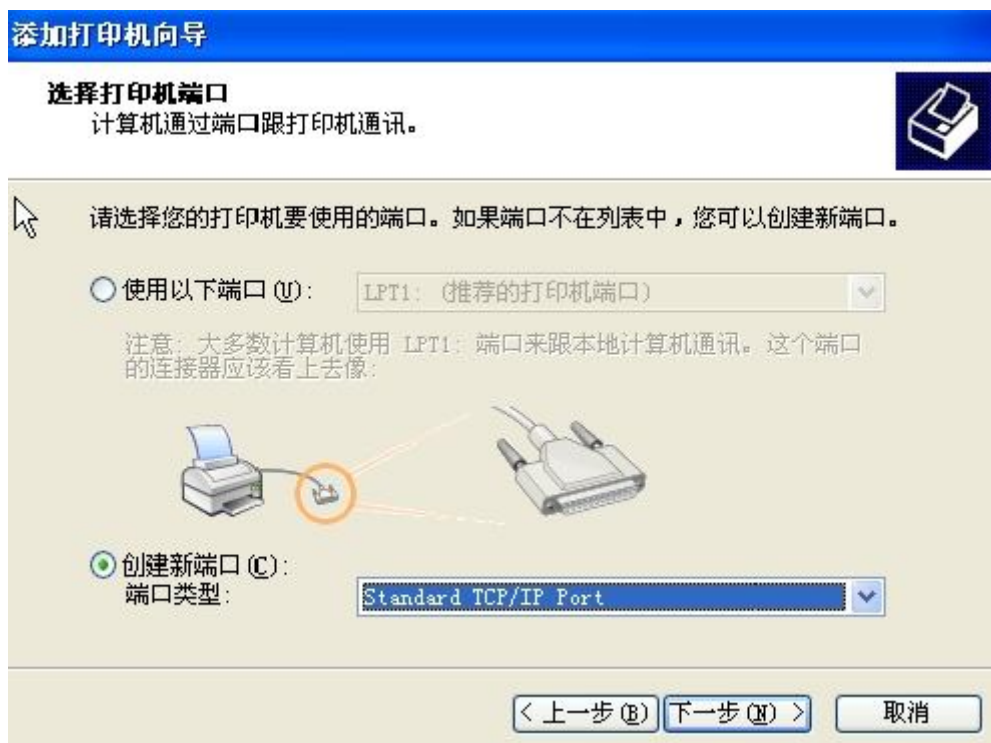 添加打印机向导
选择打印机端口
计算机通过端口跟打印机通讯。
请选择您的打印机要使用的端口。如果端口不在列表中，您可以创建新端口。
使用以下端口(U): LPT1: (推荐的打印机端口)
注意: 大多数计算机使用 LPT1: 端口来跟本地计算机通讯。这个端口
的连接器应该看上去像:
创建新端口(C):
端口类型: Standard TCP/IP Port
< 上一步(B) 下一步(N) > 取消